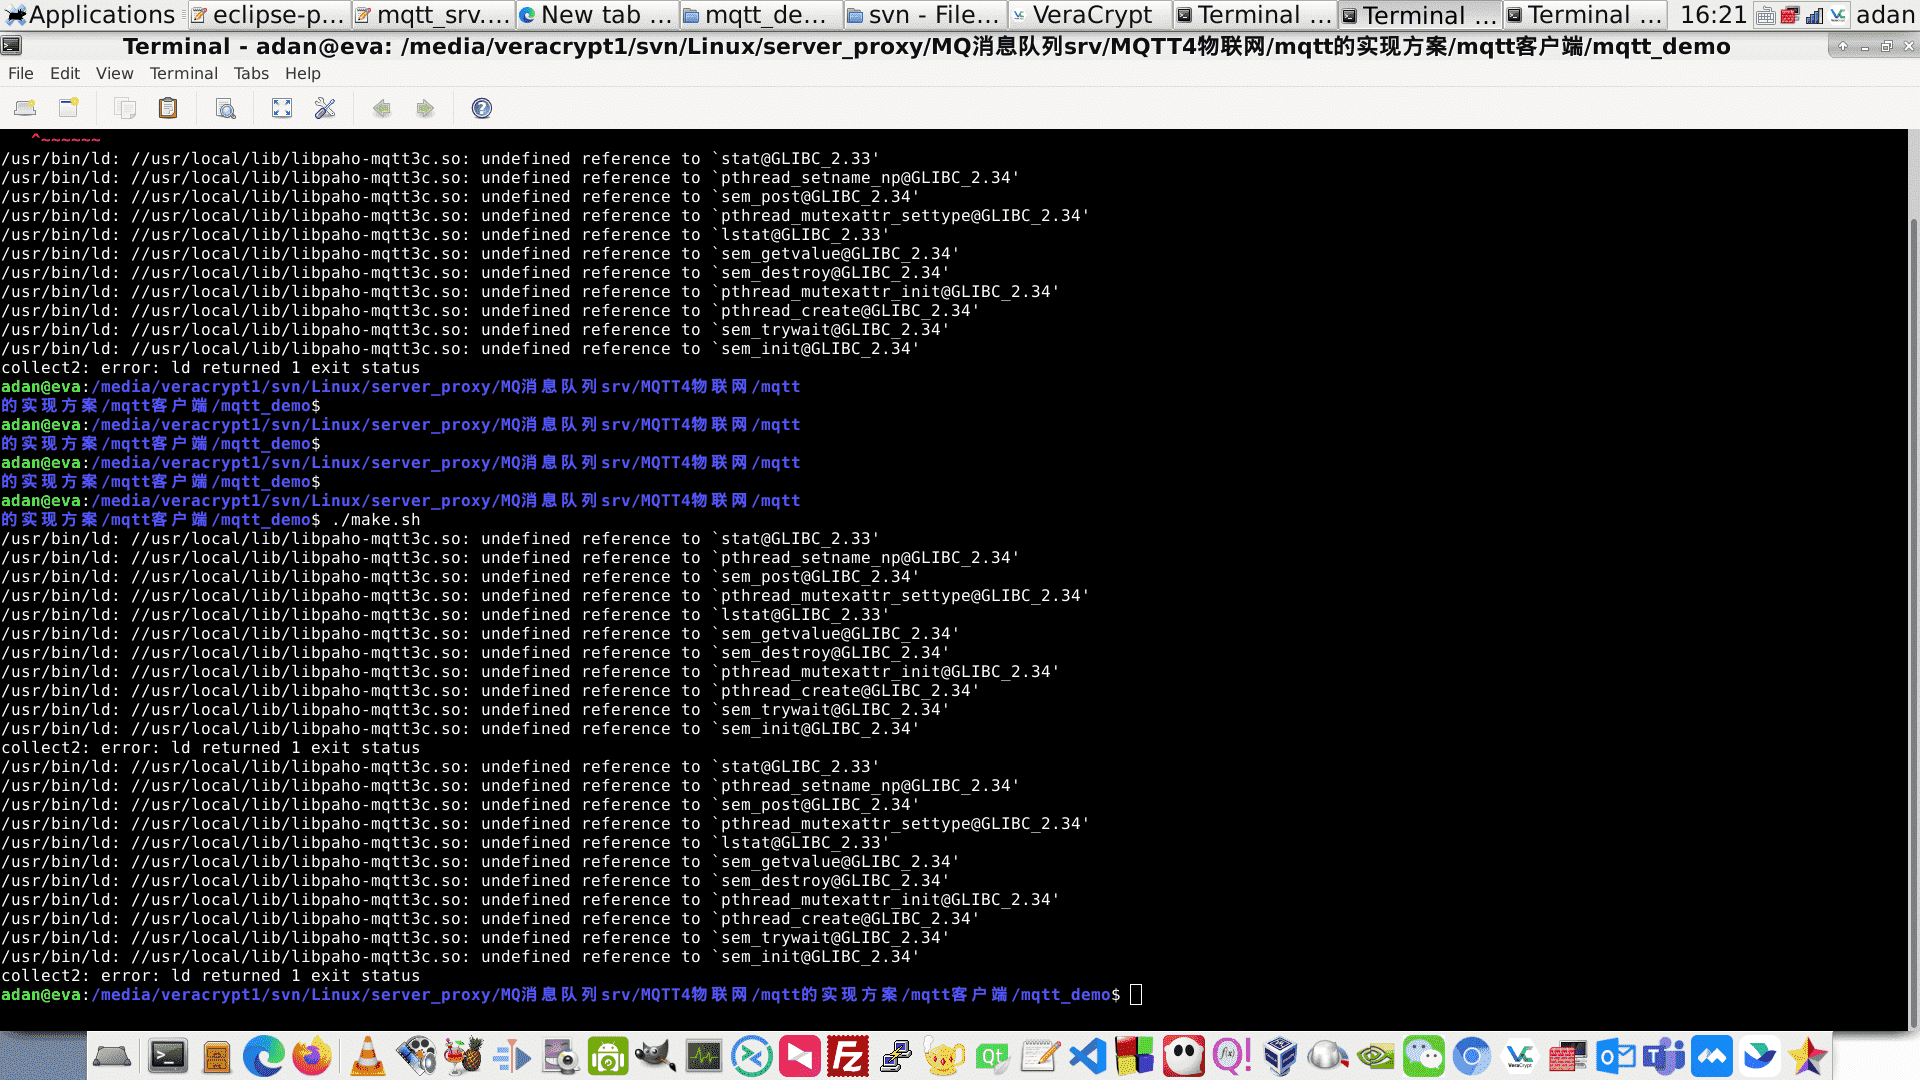 Applications eclipse-p... mqtt_srv.... New tab ... mqtt_de... svn - File... VeraCrypt Terminal ... Terminal ... Terminal ... 16:21 adan
Terminal - adan@eva: /media/veracrypt1/svn/Linux/server_proxy/MQ消息队列srv/MQTT4物联网/mqtt的实现方案/mqtt客户端/mqtt_demo
File Edit View Terminal Tabs Help
^~~~~~~
/usr/bin/ld: //usr/local/lib/libpaho-mqtt3c.so: undefined reference to `stat@GLIBC_2.33'
/usr/bin/ld: //usr/local/lib/libpaho-mqtt3c.so: undefined reference to `pthread_setname_np@GLIBC_2.34'
/usr/bin/ld: //usr/local/lib/libpaho-mqtt3c.so: undefined reference to `sem_post@GLIBC_2.34'
/usr/bin/ld: //usr/local/lib/libpaho-mqtt3c.so: undefined reference to `pthread_mutexattr_settype@GLIBC_2.34'
/usr/bin/ld: //usr/local/lib/libpaho-mqtt3c.so: undefined reference to `lstat@GLIBC_2.33'
/usr/bin/ld: //usr/local/lib/libpaho-mqtt3c.so: undefined reference to `sem_getvalue@GLIBC_2.34'
/usr/bin/ld: //usr/local/lib/libpaho-mqtt3c.so: undefined reference to `sem_destroy@GLIBC_2.34'
/usr/bin/ld: //usr/local/lib/libpaho-mqtt3c.so: undefined reference to `pthread_mutexattr_init@GLIBC_2.34'
/usr/bin/ld: //usr/local/lib/libpaho-mqtt3c.so: undefined reference to `pthread_create@GLIBC_2.34'
/usr/bin/ld: //usr/local/lib/libpaho-mqtt3c.so: undefined reference to `sem_trywait@GLIBC_2.34'
/usr/bin/ld: //usr/local/lib/libpaho-mqtt3c.so: undefined reference to `sem_init@GLIBC_2.34'
collect2: error: ld returned 1 exit status
adan@eva:/media/veracrypt1/svn/Linux/server_proxy/MQ消息队列srv/MQTT4物联网/mqtt
的实现方案/mqtt客户端/mqtt_demo$
adan@eva:/media/veracrypt1/svn/Linux/server_proxy/MQ消息队列srv/MQTT4物联网/mqtt
的实现方案/mqtt客户端/mqtt_demo$
adan@eva:/media/veracrypt1/svn/Linux/server_proxy/MQ消息队列srv/MQTT4物联网/mqtt
的实现方案/mqtt客户端/mqtt_demo$
adan@eva:/media/veracrypt1/svn/Linux/server_proxy/MQ消息队列srv/MQTT4物联网/mqtt
的实现方案/mqtt客户端/mqtt_demo$ ./make.sh
/usr/bin/ld: //usr/local/lib/libpaho-mqtt3c.so: undefined reference to `stat@GLIBC_2.33'
/usr/bin/ld: //usr/local/lib/libpaho-mqtt3c.so: undefined reference to `pthread_setname_np@GLIBC_2.34'
/usr/bin/ld: //usr/local/lib/libpaho-mqtt3c.so: undefined reference to `sem_post@GLIBC_2.34'
/usr/bin/ld: //usr/local/lib/libpaho-mqtt3c.so: undefined reference to `pthread_mutexattr_settype@GLIBC_2.34'
/usr/bin/ld: //usr/local/lib/libpaho-mqtt3c.so: undefined reference to `lstat@GLIBC_2.33'
/usr/bin/ld: //usr/local/lib/libpaho-mqtt3c.so: undefined reference to `sem_getvalue@GLIBC_2.34'
/usr/bin/ld: //usr/local/lib/libpaho-mqtt3c.so: undefined reference to `sem_destroy@GLIBC_2.34'
/usr/bin/ld: //usr/local/lib/libpaho-mqtt3c.so: undefined reference to `pthread_mutexattr_init@GLIBC_2.34'
/usr/bin/ld: //usr/local/lib/libpaho-mqtt3c.so: undefined reference to `pthread_create@GLIBC_2.34'
/usr/bin/ld: //usr/local/lib/libpaho-mqtt3c.so: undefined reference to `sem_trywait@GLIBC_2.34'
/usr/bin/ld: //usr/local/lib/libpaho-mqtt3c.so: undefined reference to `sem_init@GLIBC_2.34'
collect2: error: ld returned 1 exit status
/usr/bin/ld: //usr/local/lib/libpaho-mqtt3c.so: undefined reference to `stat@GLIBC_2.33'
/usr/bin/ld: //usr/local/lib/libpaho-mqtt3c.so: undefined reference to `pthread_setname_np@GLIBC_2.34'
/usr/bin/ld: //usr/local/lib/libpaho-mqtt3c.so: undefined reference to `sem_post@GLIBC_2.34'
/usr/bin/ld: //usr/local/lib/libpaho-mqtt3c.so: undefined reference to `pthread_mutexattr_settype@GLIBC_2.34'
/usr/bin/ld: //usr/local/lib/libpaho-mqtt3c.so: undefined reference to `lstat@GLIBC_2.33'
/usr/bin/ld: //usr/local/lib/libpaho-mqtt3c.so: undefined reference to `sem_getvalue@GLIBC_2.34'
/usr/bin/ld: //usr/local/lib/libpaho-mqtt3c.so: undefined reference to `sem_destroy@GLIBC_2.34'
/usr/bin/ld: //usr/local/lib/libpaho-mqtt3c.so: undefined reference to `pthread_mutexattr_init@GLIBC_2.34'
/usr/bin/ld: //usr/local/lib/libpaho-mqtt3c.so: undefined reference to `pthread_create@GLIBC_2.34'
/usr/bin/ld: //usr/local/lib/libpaho-mqtt3c.so: undefined reference to `sem_trywait@GLIBC_2.34'
/usr/bin/ld: //usr/local/lib/libpaho-mqtt3c.so: undefined reference to `sem_init@GLIBC_2.34'
collect2: error: ld returned 1 exit status
adan@eva:/media/veracrypt1/svn/Linux/server_proxy/MQ消息队列srv/MQTT4物联网/mqtt的实现方案/mqtt客户端/mqtt_demo$